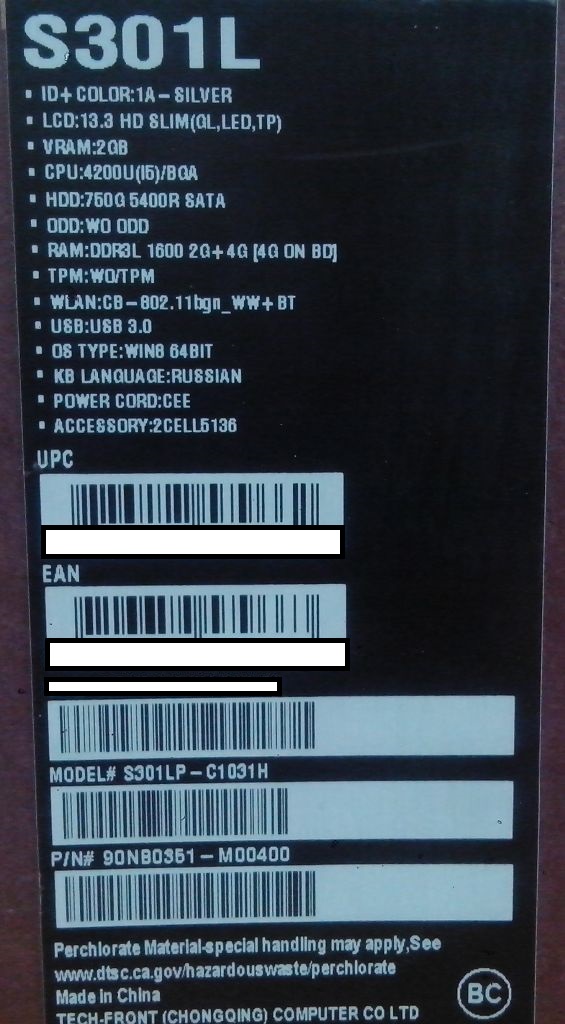 S301L
▪ ID+ COLOR:1A – SILVER
▪ LCD:13.3 HD SLIM(GL,LED,TP)
▪ VRAM:2GB
▪ CPU:4200U(I5)/BGA
▪ HDD:750G 5400R SATA
▪ ODD:WO ODD
▪ RAM:DDR3L 1600 2G+4G [4G ON BD]
▪ TPM:WO/TPM
▪ WLAN:CB – 802.11bgn_WW+BT
▪ USB:USB 3.0
▪ OS TYPE:WIN8 64BIT
▪ KB LANGUAGE:RUSSIAN
▪ POWER CORD:CEE
▪ ACCESSORY:2CELL5136
UPC
EAN
MODEL# S301LP – C1031H
P/N# 90NB0351 – M00400
Perchlorate Material-special handling may apply,See
www.dtsc.ca.gov/hazardouswaste/perchlorate
Made in China
BC
TECH-FRONT (CHONGQING) COMPUTER CO LTD